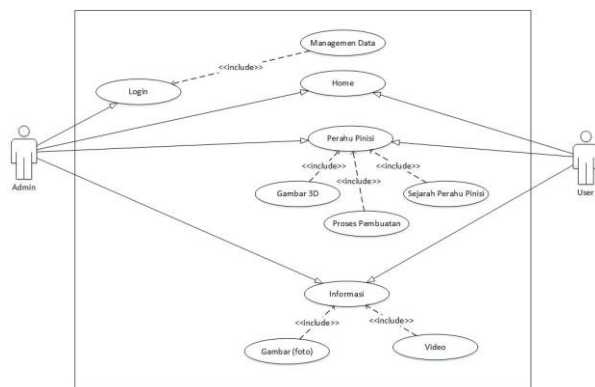 Managemen Data
<<include>>
Login
Home
Perahu Pinisi
Admin
User
<<include>>
<<include>>
<<include>>
Gambar 3D
Sejarah Perahu Pinisi
Proses Pembuatan
Informasi
<<include>>
<<include>>
Gambar (foto)
Video